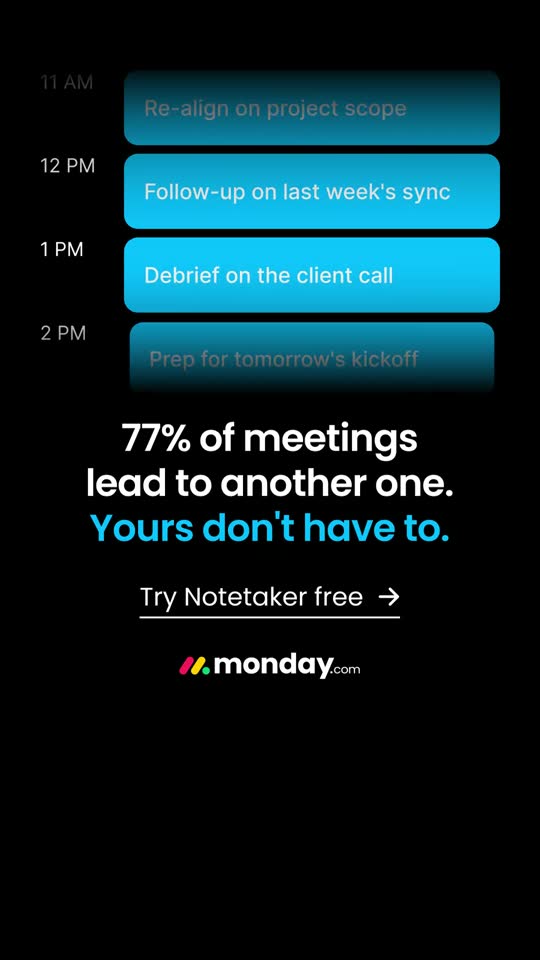 11 AM
Re-align on project scope
12 PM
Follow-up on last week's sync
1 PM
Debrief on the client call
2 PM
Prep for tomorrow's kickoff
77% of meetings
lead to another one.
Yours don't have to.
Try Notetaker free →
monday.com